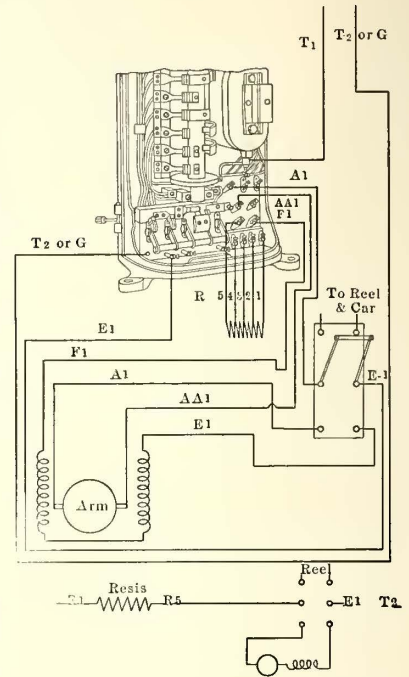 T1
T2 or G
A1
AA1
F1
T2 or G
R 5 4 3 2 1
To Reel
& Car
E1
F1
E-1
A1
AA1
E1
Arm
Reel
Resis
R1 R5 E1 T2